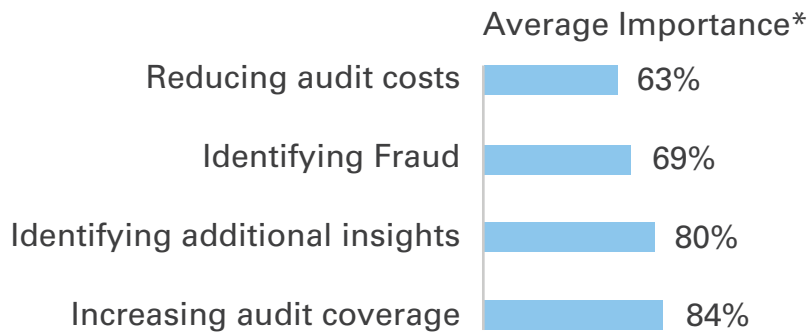 Average Importance*
Reducing audit costs 63%
Identifying Fraud 69%
Identifying additional insights 80%
Increasing audit coverage 84%